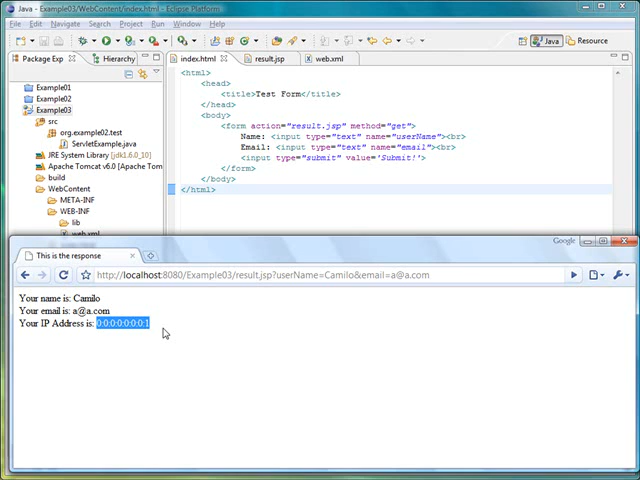 Java - Example03/WebContent/index.html - Eclipse Platform
File Edit Navigate Search Project Run Window Help
Java Resource
Package Exp Hierarchy
index.html result.jsp web.xml
Example01
Example02
Example03
src
org.example02.test
ServletExample.java
JRE System Library [jdk1.6.0_10]
Apache Tomcat v6.0 [Apache Tom
build
WebContent
META-INF
WEB-INF
lib
web.xml
<html>
<head>
<title>Test Form</title>
</head>
<body>
<form action="result.jsp" method="get">
Name: <input type="text" name="userName"><br>
Email: <input type="text" name="email"><br>
<input type="submit" value='Submit!'>
</form>
</body>
</html>
Google
This is the response
http://localhost:8080/Example03/result.jsp?userName=Camilo&email=a@a.com
Your name is: Camilo
Your email is: a@a.com
Your IP Address is: 0:0:0:0:0:0:0:1